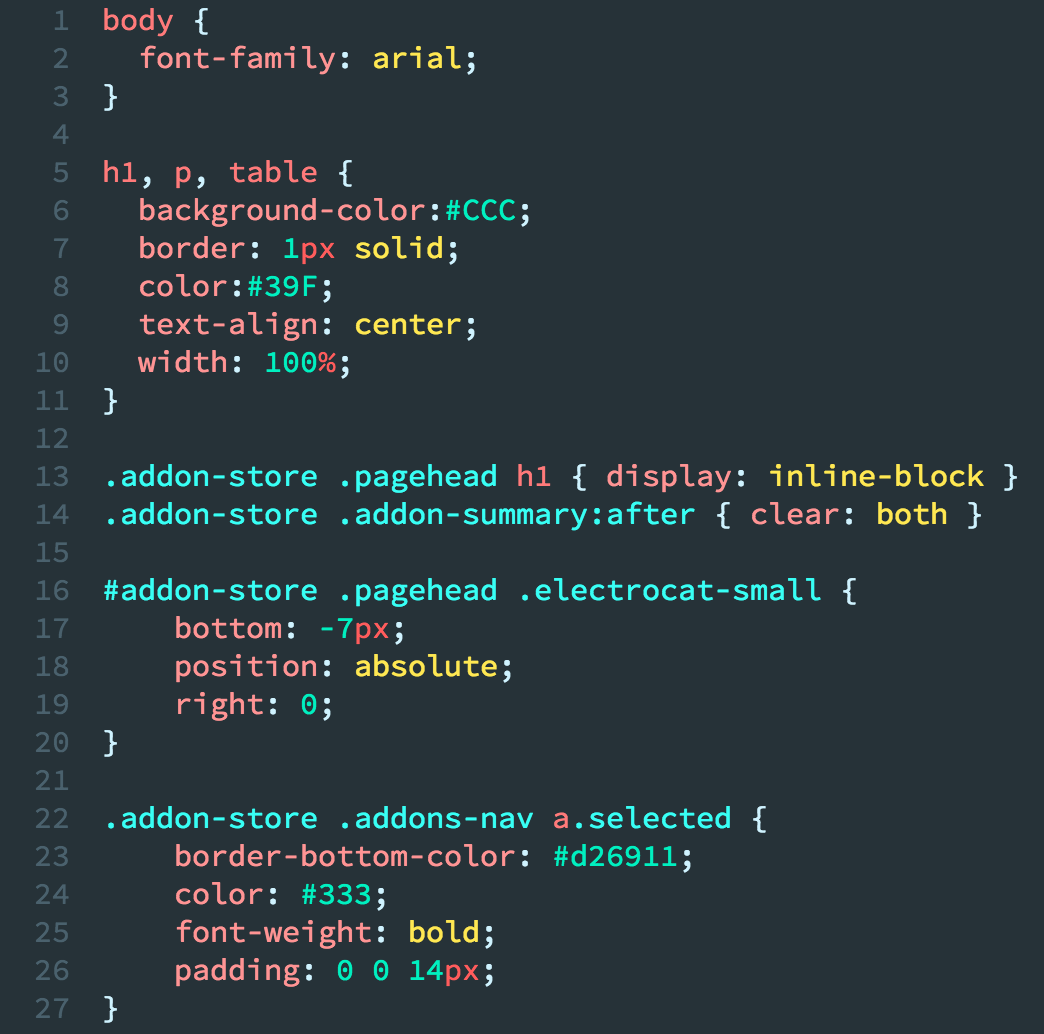 1 body {
2   font-family: arial;
3 }
4
5 h1, p, table {
6   background-color:#CCC;
7   border: 1px solid;
8   color:#39F;
9   text-align: center;
10   width: 100%;
11 }
12
13 .addon-store .pagehead h1 { display: inline-block }
14 .addon-store .addon-summary:after { clear: both }
15
16 #addon-store .pagehead .electrocat-small {
17     bottom: -7px;
18     position: absolute;
19     right: 0;
20 }
21
22 .addon-store .addons-nav a.selected {
23     border-bottom-color: #d26911;
24     color: #333;
25     font-weight: bold;
26     padding: 0 0 14px;
27 }